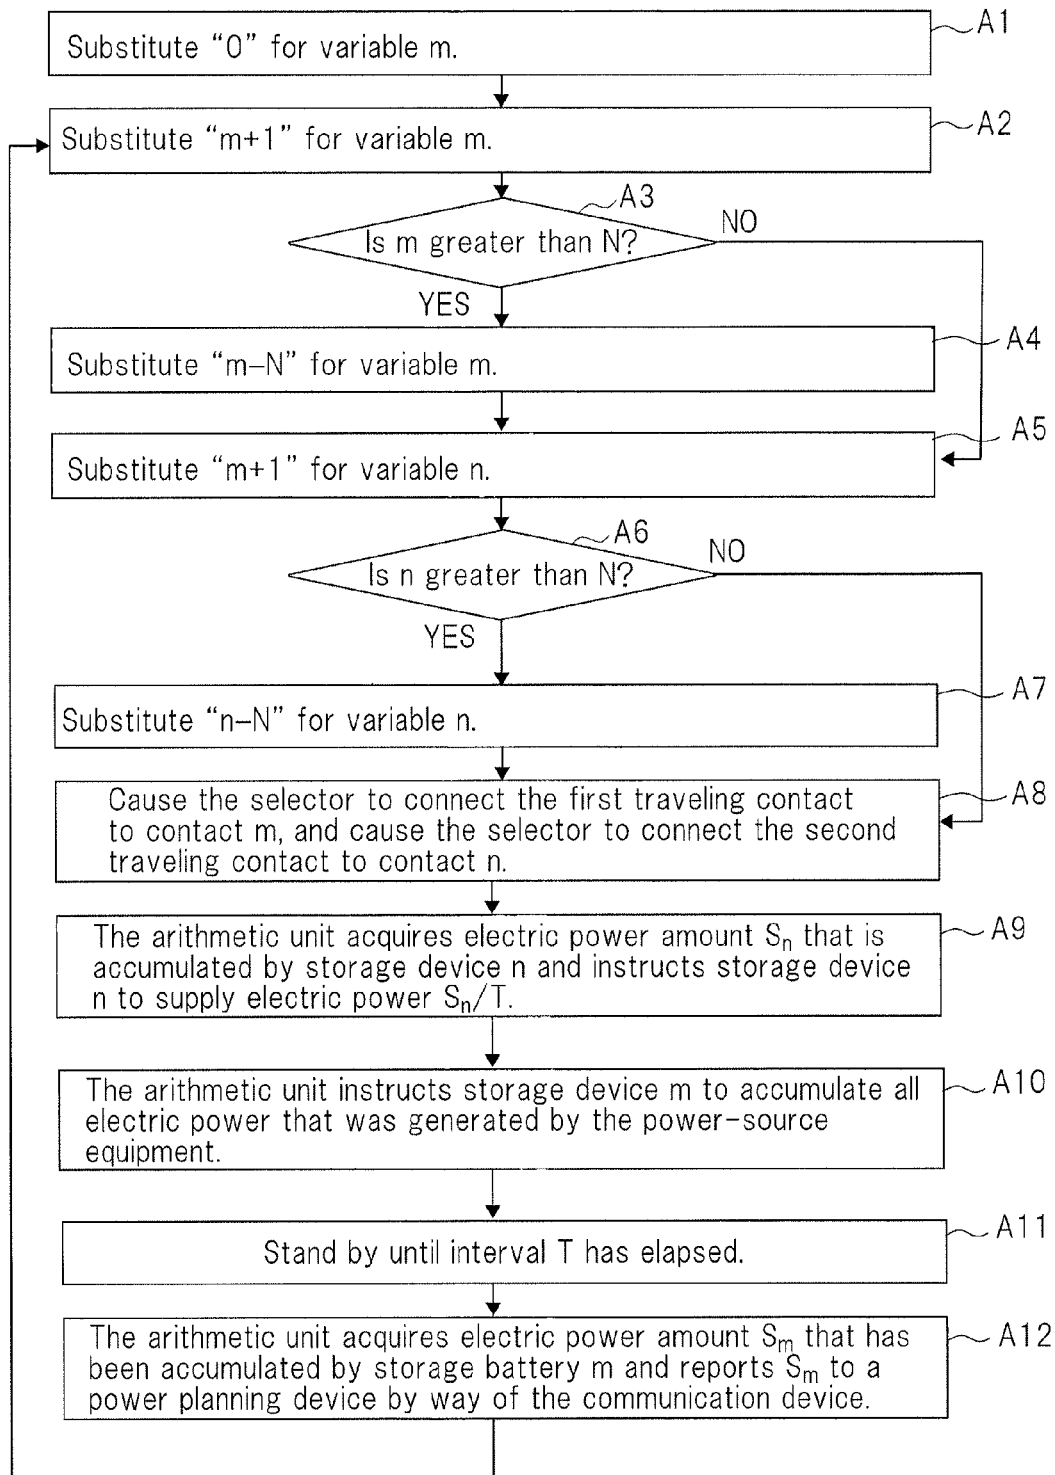 A1
Substitute “0” for variable m.
A2
Substitute “m+1” for variable m.
A3
Is m greater than N?
NO
YES
A4
Substitute “m-N” for variable m.
A5
Substitute “m+1” for variable n.
A6
Is n greater than N?
NO
YES
A7
Substitute “n-N” for variable n.
A8
Cause the selector to connect the first traveling contact
to contact m, and cause the selector to connect the second
traveling contact to contact n.
A9
The arithmetic unit acquires electric power amount Sn that is
accumulated by storage device n and instructs storage device
n to supply electric power Sn/T.
A10
The arithmetic unit instructs storage device m to accumulate all
electric power that was generated by the power-source
equipment.
A11
Stand by until interval T has elapsed.
A12
The arithmetic unit acquires electric power amount Sm that has
been accumulated by storage battery m and reports Sm to a
power planning device by way of the communication device.